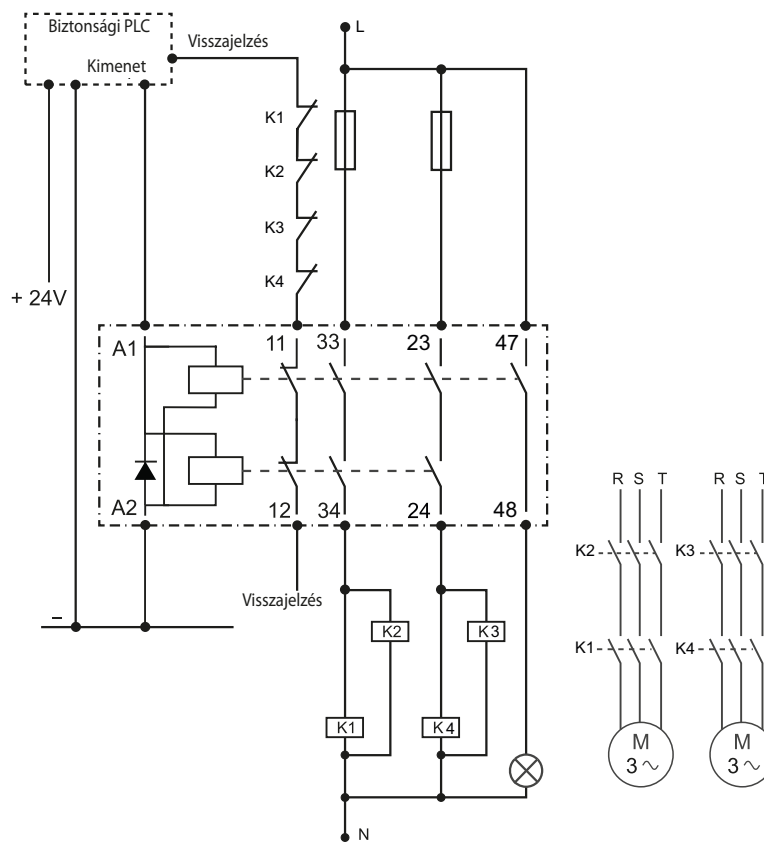 Biztonsági PLC
Kimenet
Visszajelzés
L
K1
K2
K3
K4
+ 24V
A1
11
33
23
47
A2
12
34
24
48
Visszajelzés
–
K2
K3
K1
K4
N
R S T
R S T
K2
K3
K1
K4
M
3 ~
M
3 ~